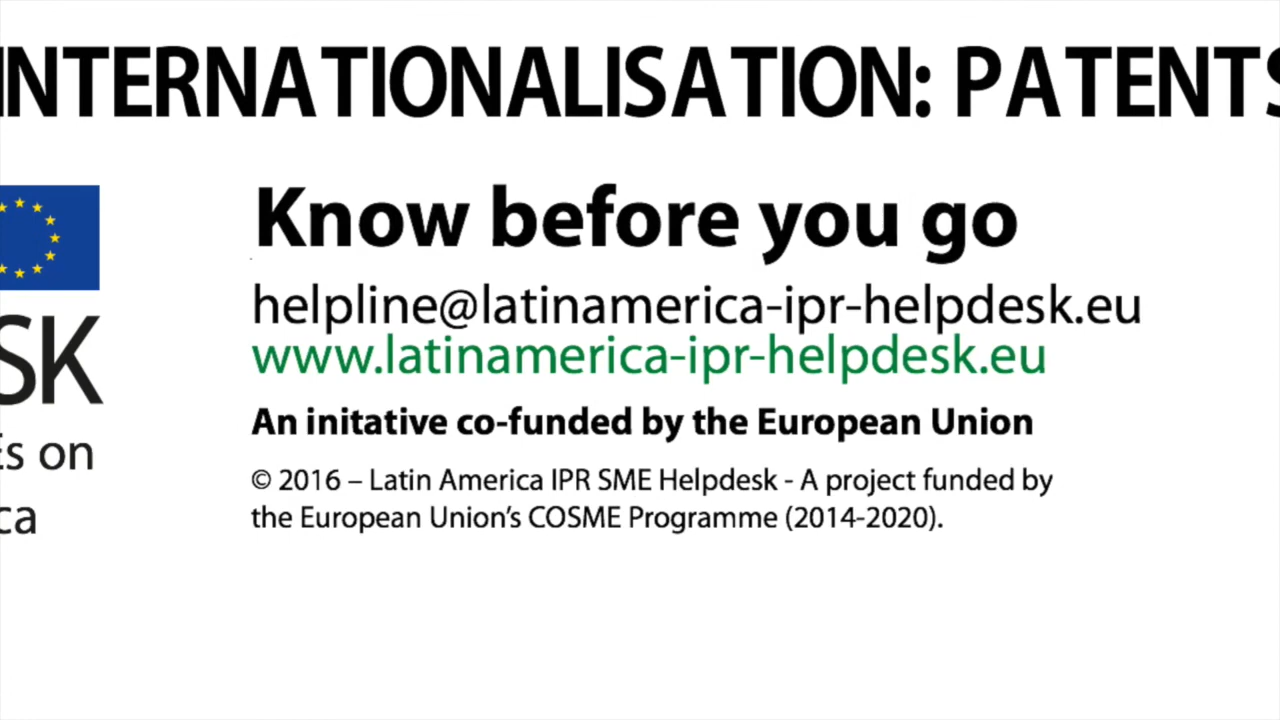 INTERNATIONALISATION: PATENTS
Know before you go
helpline@latinamerica-ipr-helpdesk.eu
www.latinamerica-ipr-helpdesk.eu
SK
An initative co-funded by the European Union
Es on
© 2016 – Latin America IPR SME Helpdesk - A project funded by
ca
the European Union’s COSME Programme (2014-2020).